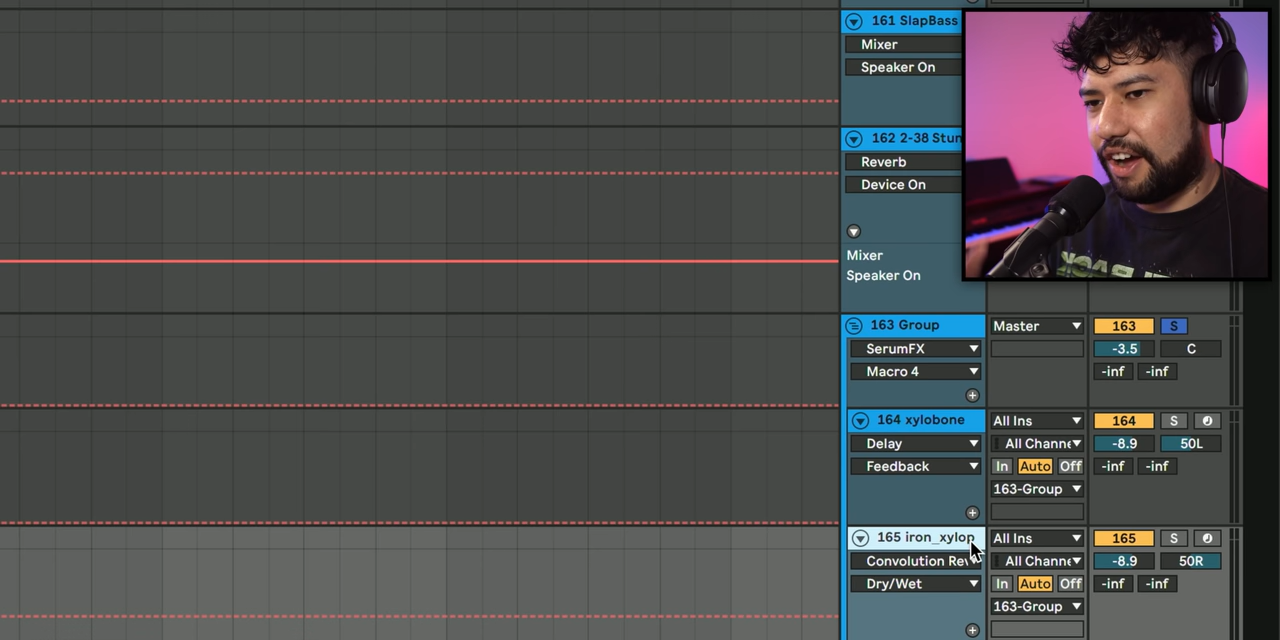 161 SlapBass
Mixer
Speaker On
162 2-38 Stun
Reverb
Device On
Mixer
Speaker On
163 Group
Master
163
S
SerumFX
-3.5
C
Macro 4
-inf
-inf
164 xylobone
All Ins
164
S
Delay
All Channe
-8.9
50L
Feedback
In
Auto
Off
-inf
-inf
163-Group
165 iron_xylop
All Ins
165
S
Convolution Rev
All Channe
-8.9
50R
Dry/Wet
In
Auto
Off
-inf
-inf
163-Group